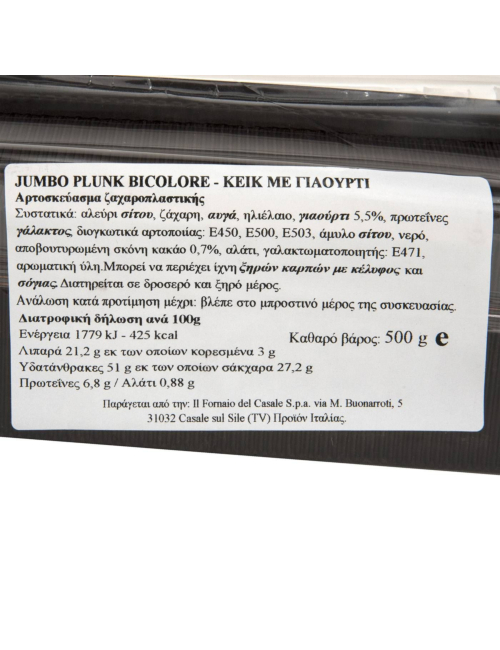 JUMBO PLUNK BICOLORE - ΚΕΙΚ ΜΕ ΓΙΑΟΥΡΤΙ
Αρτοσκεύασμα ζαχαροπλαστικής
Συστατικά: αλεύρι σίτου, ζάχαρη, αυγά, ηλιέλαιο, γιαούρτι 5,5%, πρωτεΐνες
γάλακτος, διογκωτικά αρτοποιίας: E450, E500, E503, άμυλο σίτου, νερό,
αποβουτυρωμένη σκόνη κακάο 0,7%, αλάτι, γαλακτωματοποιητής: E471,
αρωματική ύλη.Μπορεί να περιέχει ίχνη ξηρών καρπών με κέλυφος και
σόγιας. Διατηρείται σε δροσερό και ξηρό μέρος.
Ανάλωση κατά προτίμηση μέχρι: βλέπε στο μπροστινό μέρος της συσκευασίας.
Διατροφική δήλωση ανά 100g
Ενέργεια 1779 kJ - 425 kcal
Καθαρό βάρος: 500 g e
Λιπαρά 21,2 g εκ των οποίων κορεσμένα 3 g
Υδατάνθρακες 51 g εκ των οποίων σάκχαρα 27,2 g
Πρωτεΐνες 6,8 g / Αλάτι 0,88 g
Παράγεται από την: Il Fornaio del Casale S.p.a. via M. Buonarroti, 5
31032 Casale sul Sile (TV) Προϊόν Ιταλίας.